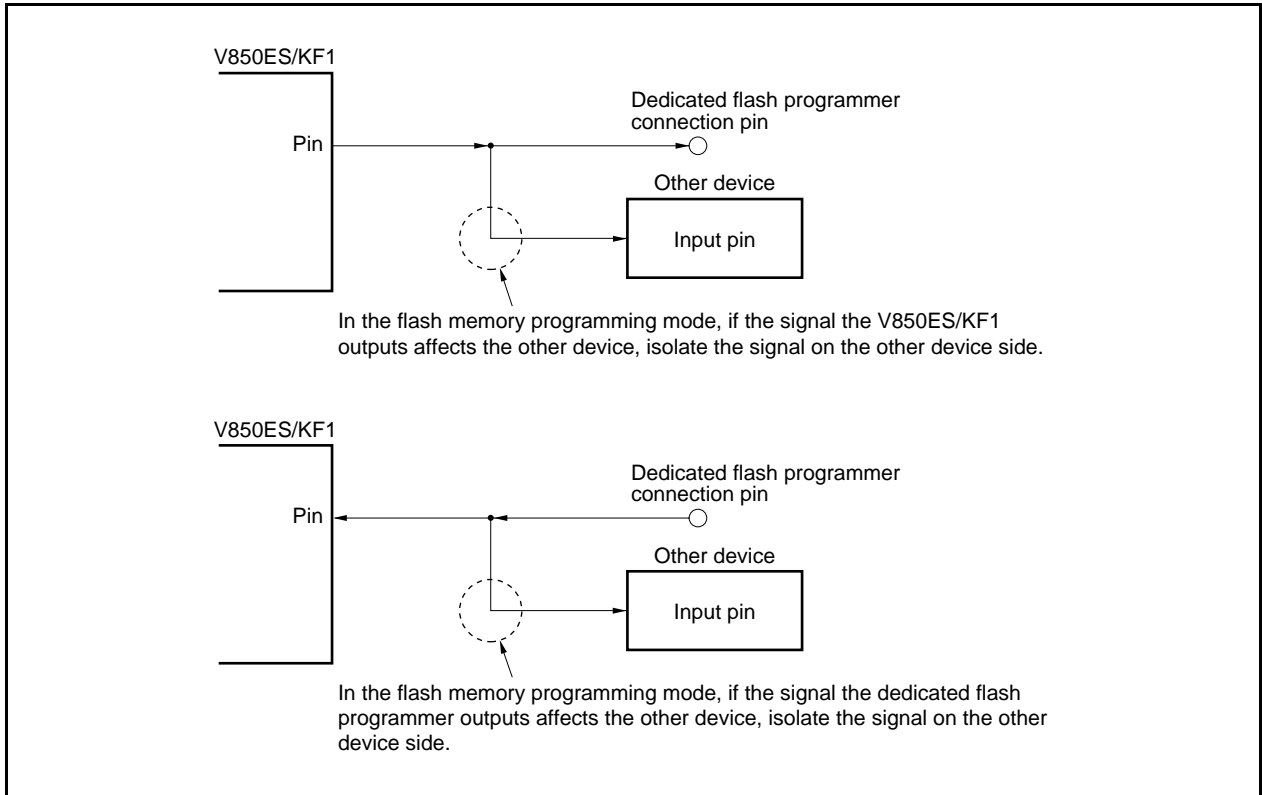 V850ES/KF1
Dedicated flash programmer
connection pin
Pin
Other device
Input pin
In the flash memory programming mode, if the signal the V850ES/KF1
outputs affects the other device, isolate the signal on the other device side.
V850ES/KF1
Dedicated flash programmer
connection pin
Pin
Other device
Input pin
In the flash memory programming mode, if the signal the dedicated flash
programmer outputs affects the other device, isolate the signal on the other
device side.